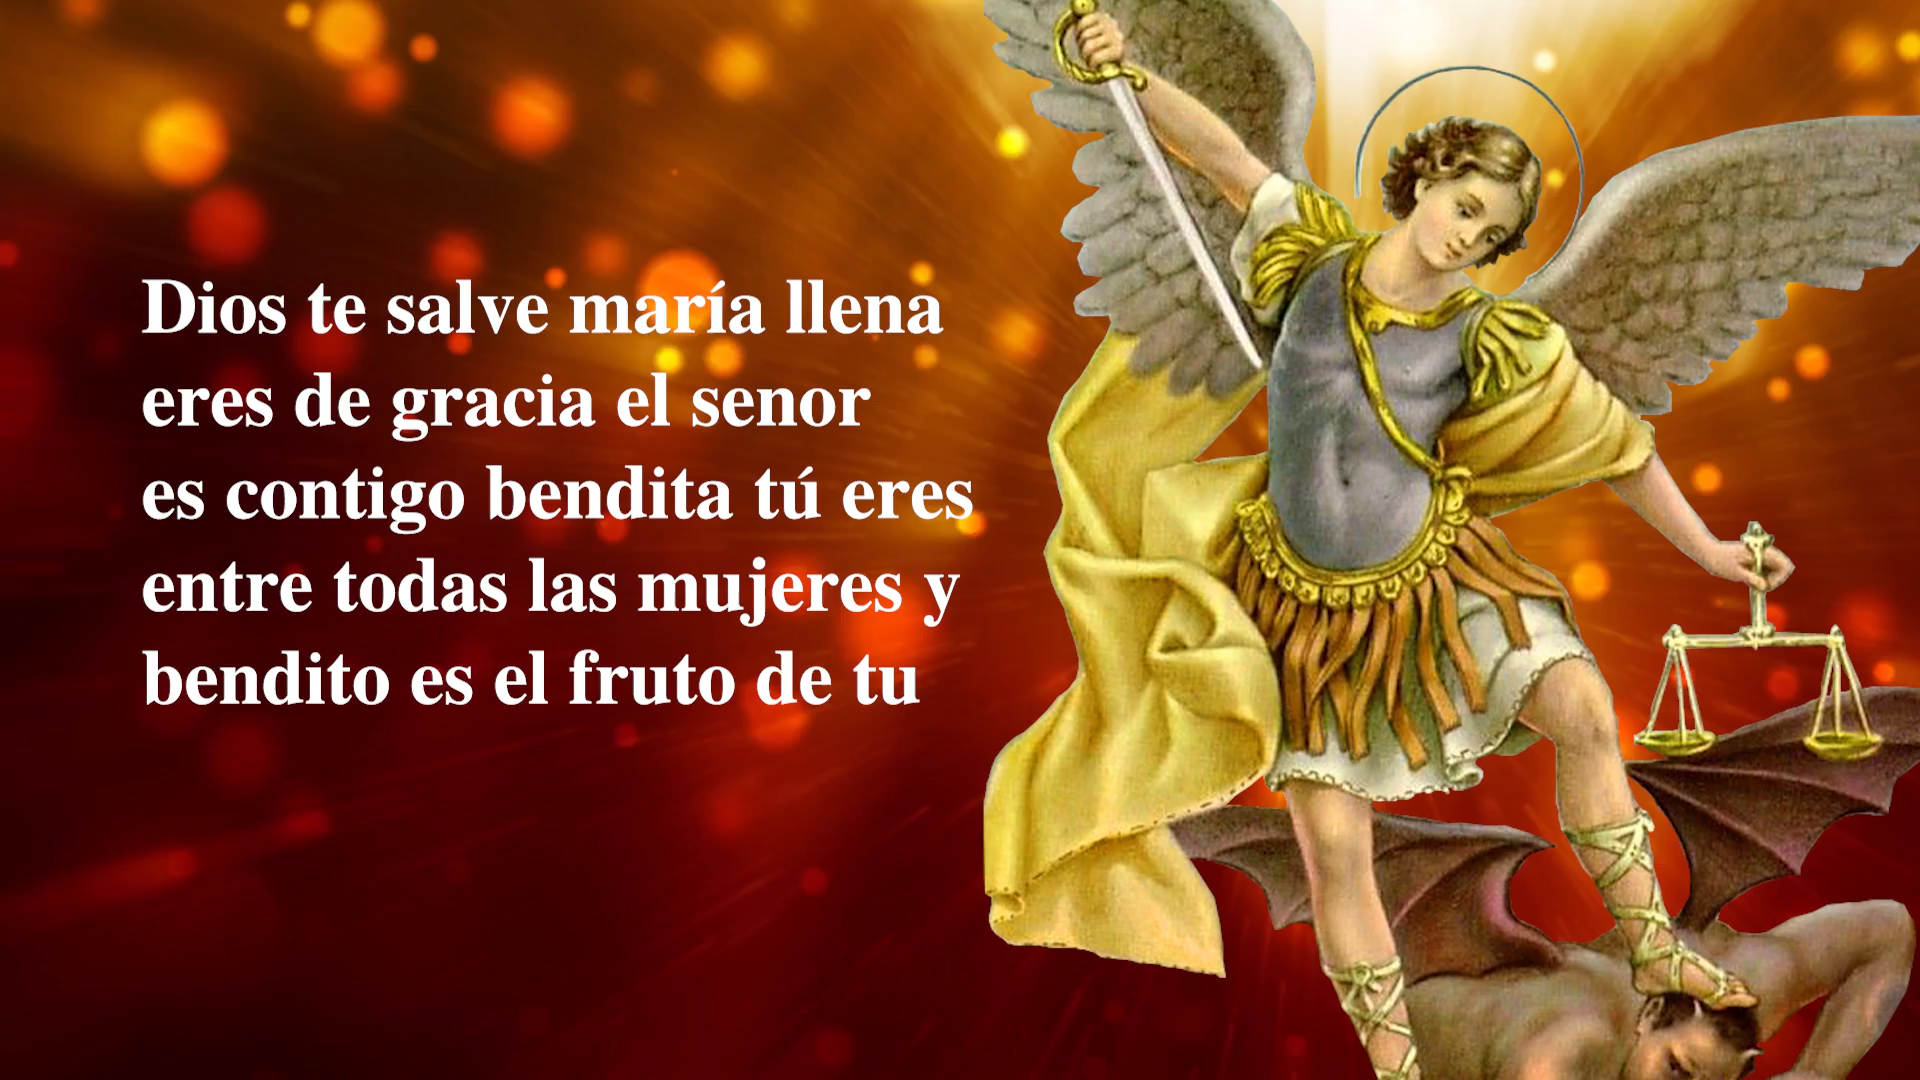 Dios te salve maría llena
eres de gracia el senor
es contigo bendita tú eres
entre todas las mujeres y
bendito es el fruto de tu